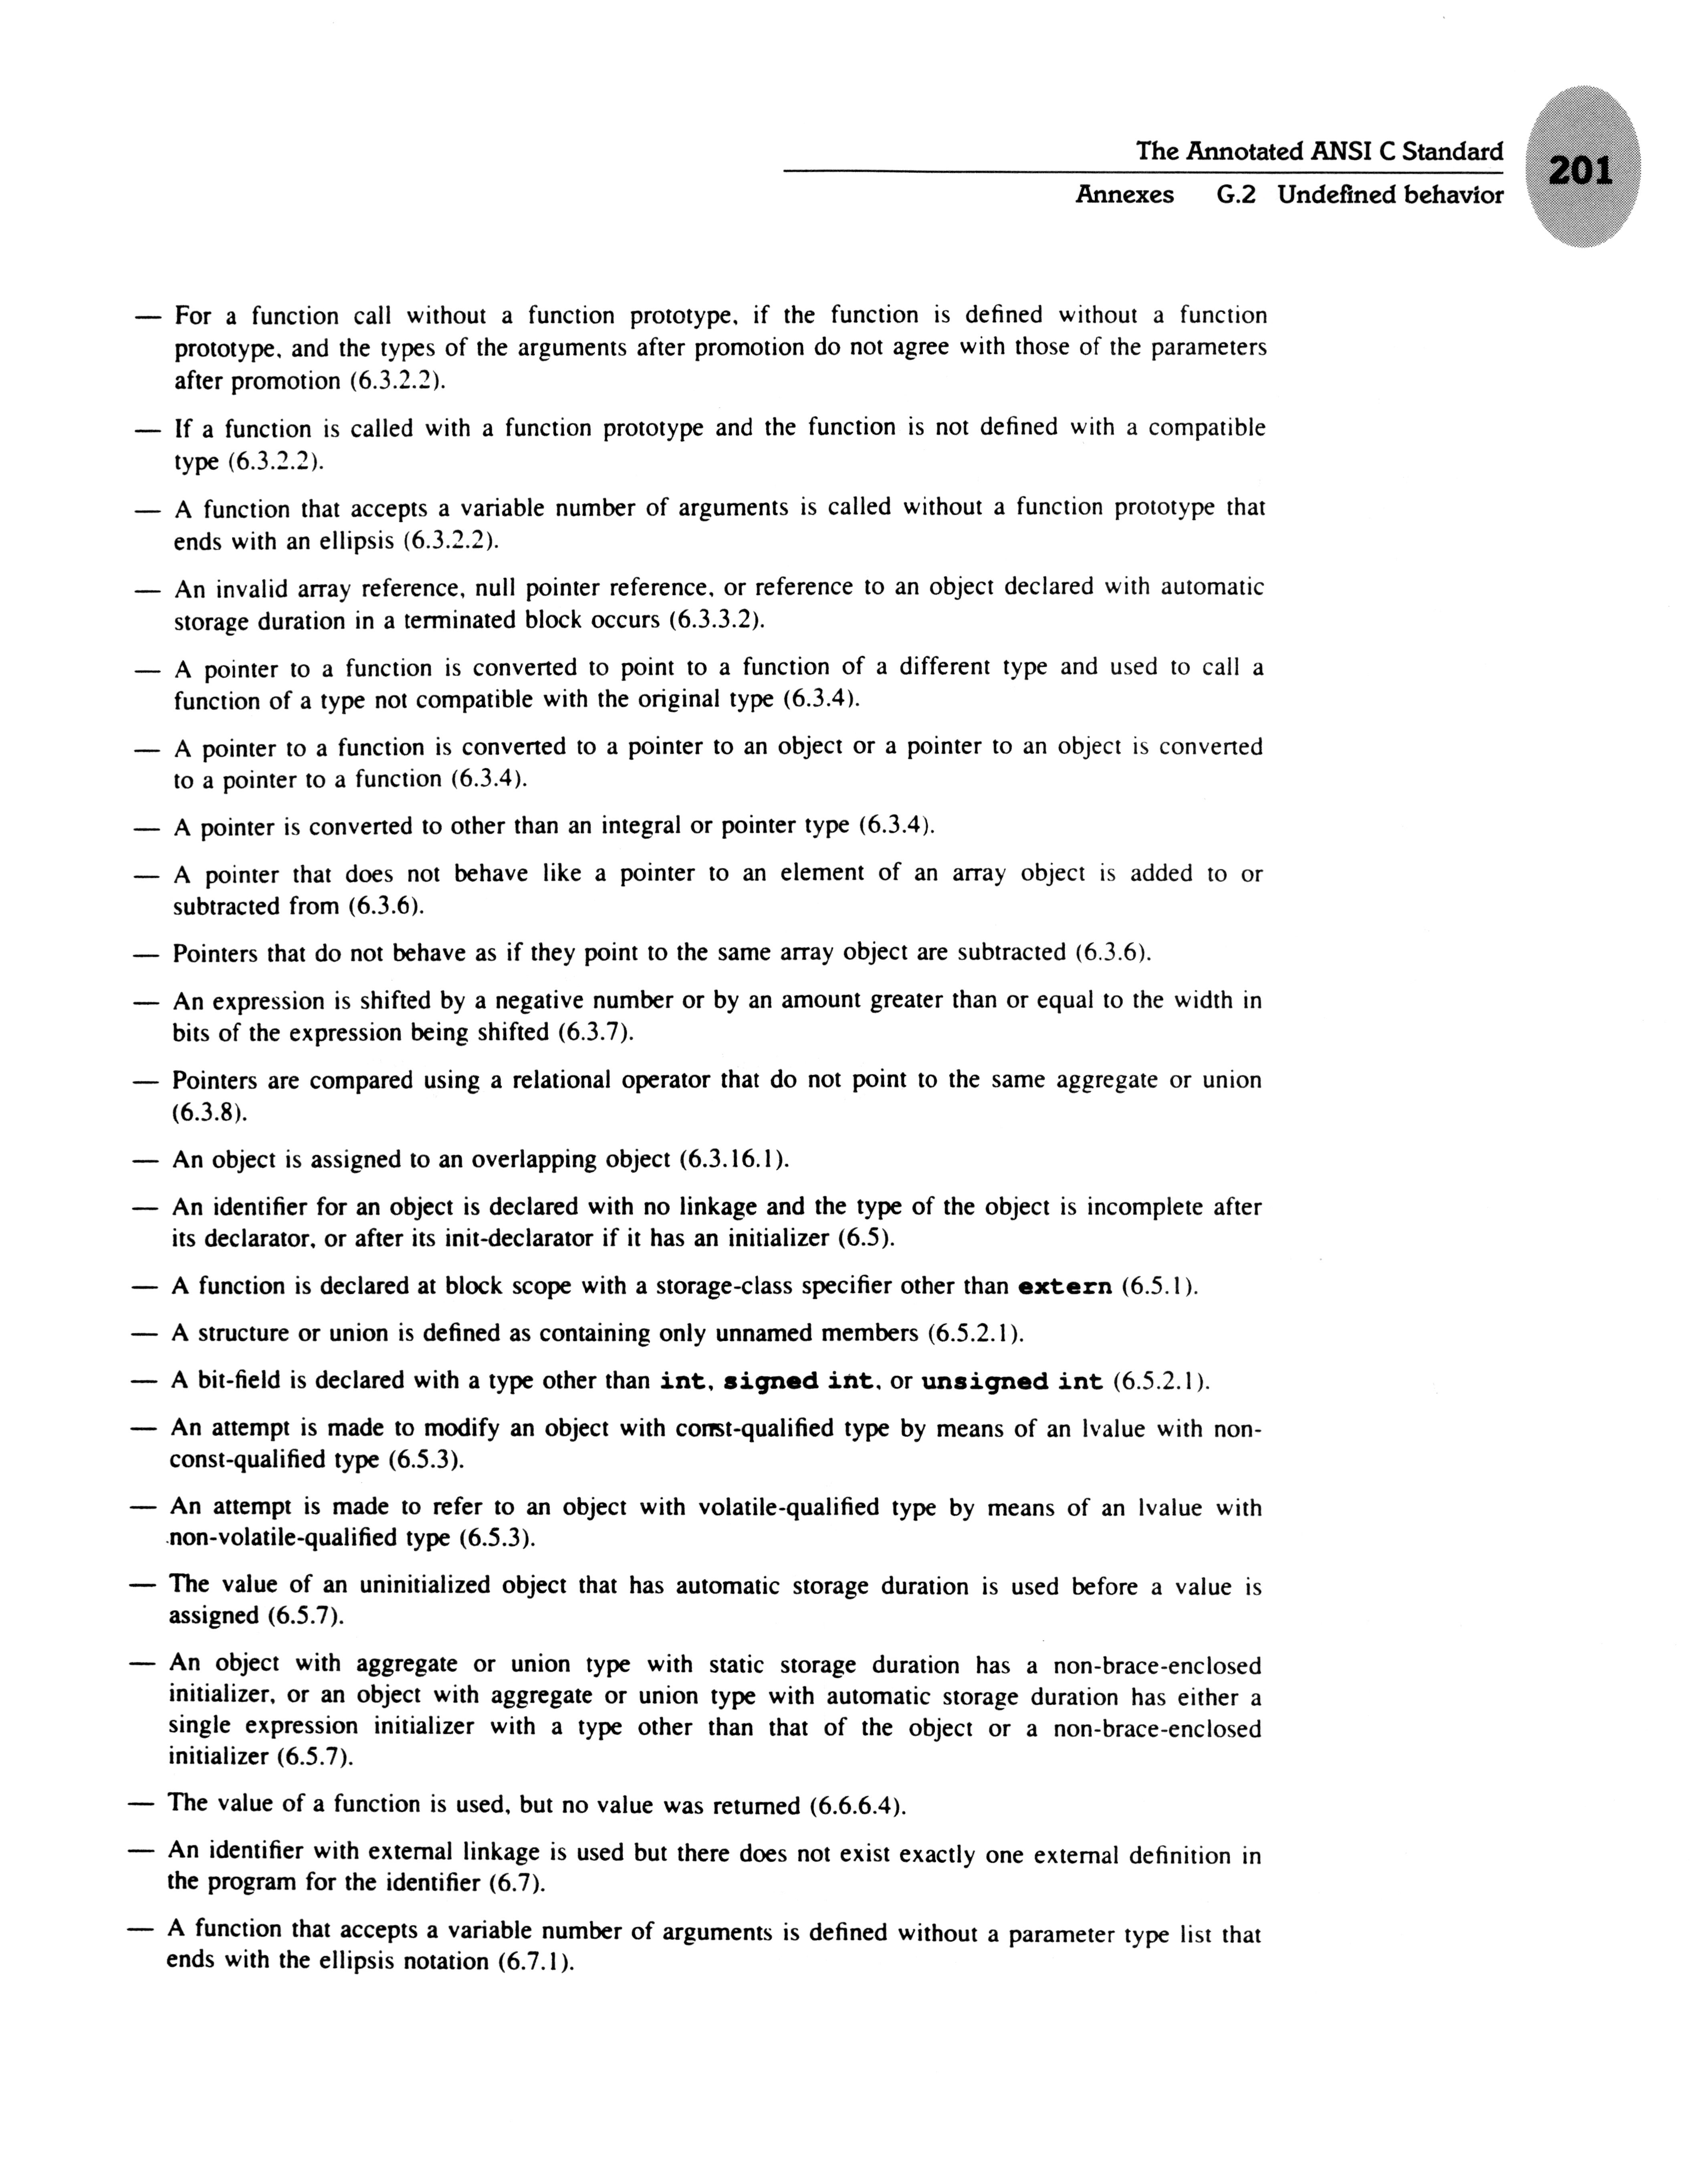 The Annotated ANSI C Standard
201
Annexes G.2 Undefined behavior
— For a function call without a function prototype, if the function is defined without a function
prototype, and the types of the arguments after promotion do not agree with those of the parameters
after promotion (6.3.2.2).
— If a function is called with a function prototype and the function is not defined with a compatible
type (6.3.2.2).
— A function that accepts a variable number of arguments is called without a function prototype that
ends with an ellipsis (6.3.2.2).
— An invalid array reference, null pointer reference, or reference to an object declared with automatic
storage duration in a terminated block occurs (6.3.3.2).
— A pointer to a function is converted to point to a function of a different type and used to call a
function of a type not compatible with the original type (6.3.4).
— A pointer to a function is converted to a pointer to an object or a pointer to an object is converted
to a pointer to a function (6.3.4).
— A pointer is converted to other than an integral or pointer type (6.3.4).
— A pointer that does not behave like a pointer to an element of an array object is added to or
subtracted from (6.3.6).
— Pointers that do not behave as if they point to the same array object are subtracted (6.3.6).
— An expression is shifted by a negative number or by an amount greater than or equal to the width in
bits of the expression being shifted (6.3.7).
— Pointers are compared using a relational operator that do not point to the same aggregate or union
(6.3.8).
— An object is assigned to an overlapping object (6.3.16.1).
— An identifier for an object is declared with no linkage and the type of the object is incomplete after
its declarator, or after its init-declarator if it has an initializer (6.5).
— A function is declared at block scope with a storage-class specifier other than extern (6.5.1).
— A structure or union is defined as containing only unnamed members (6.5.2.1).
— A bit-field is declared with a type other than int, signed int, or unsigned int (6.5.2.1).
— An attempt is made to modify an object with const-qualified type by means of an lvalue with non-
const-qualified type (6.5.3).
— An attempt is made to refer to an object with volatile-qualified type by means of an lvalue with
non-volatile-qualified type (6.5.3).
— The value of an uninitialized object that has automatic storage duration is used before a value is
assigned (6.5.7).
— An object with aggregate or union type with static storage duration has a non-brace-enclosed
initializer, or an object with aggregate or union type with automatic storage duration has either a
single expression initializer with a type other than that of the object or a non-brace-enclosed
initializer (6.5.7).
— The value of a function is used, but no value was returned (6.6.6.4).
— An identifier with external linkage is used but there does not exist exactly one external definition in
the program for the identifier (6.7).
— A function that accepts a variable number of arguments is defined without a parameter type list that
ends with the ellipsis notation (6.7.1).